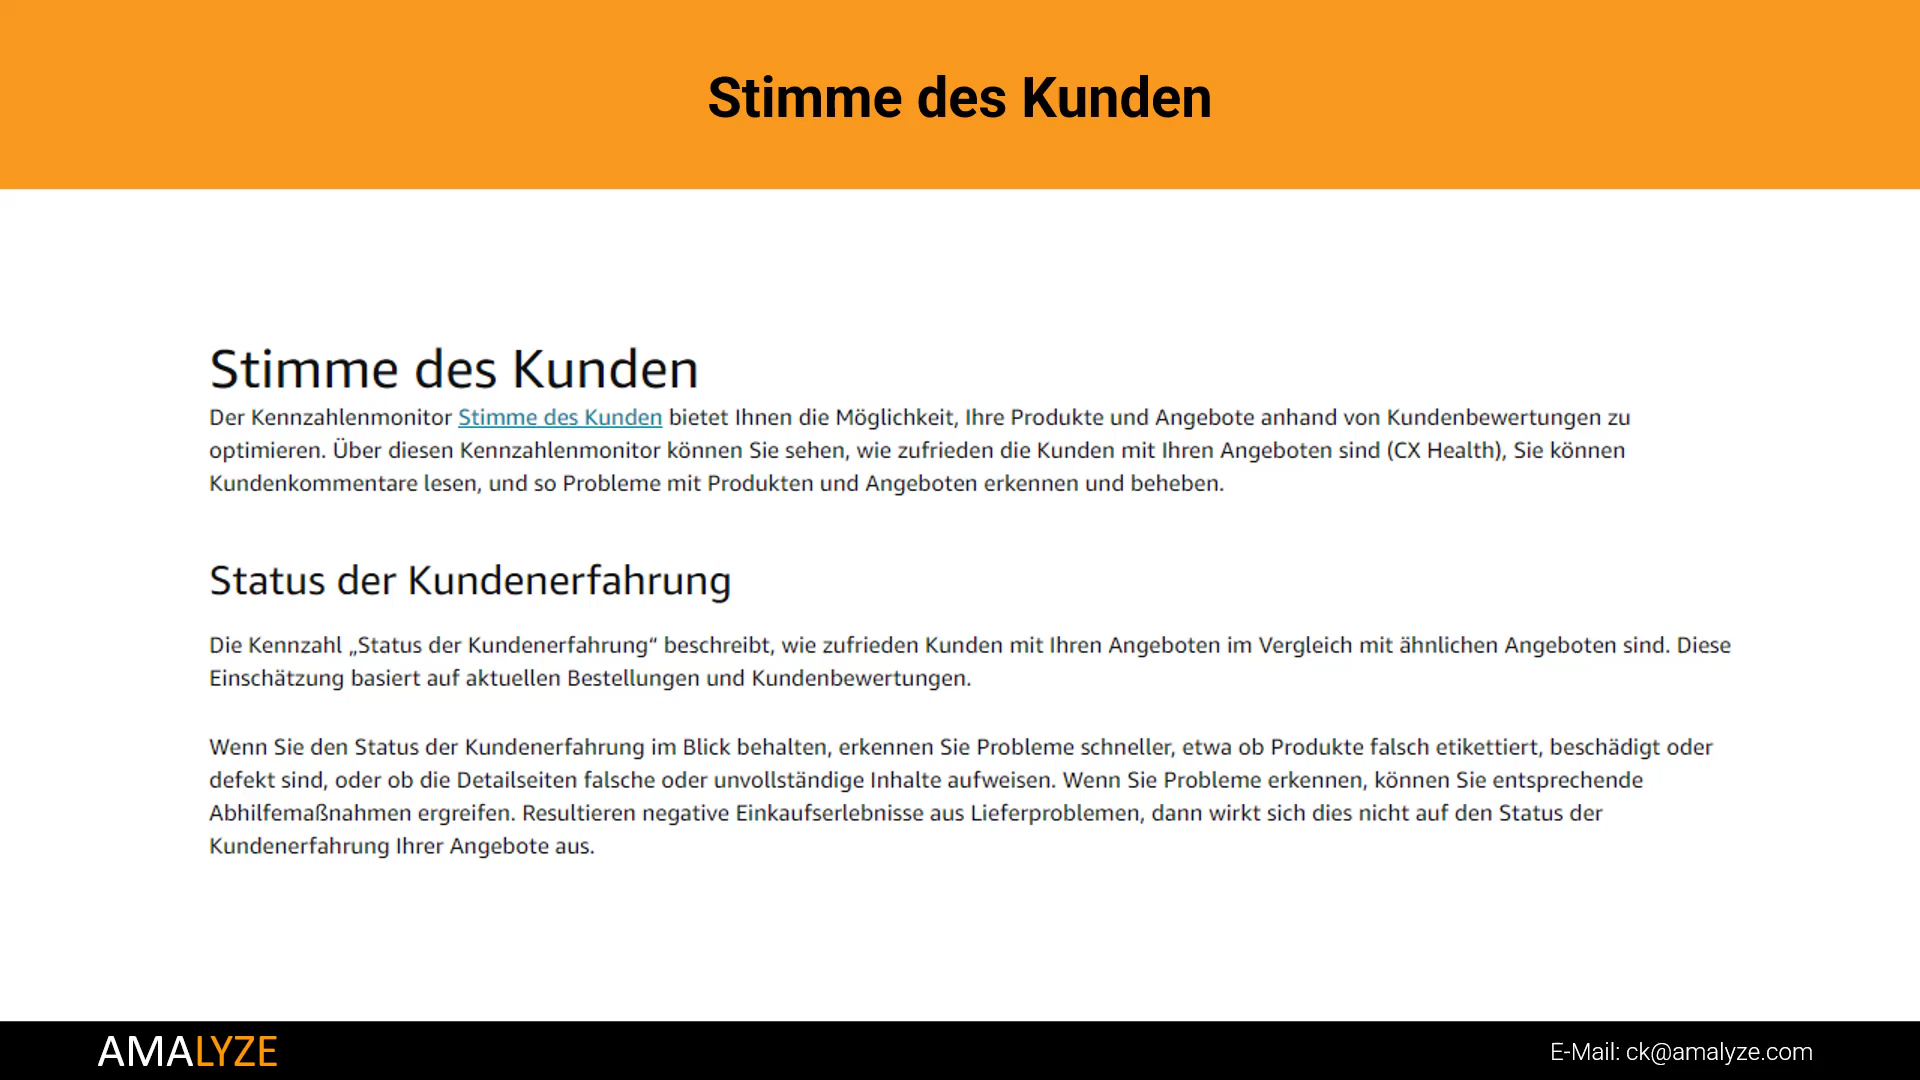 Stimme des Kunden
Stimme des Kunden
Der Kennzahlenmonitor Stimme des Kunden bietet Ihnen die Möglichkeit, Ihre Produkte und Angebote anhand von Kundenbewertungen zu
optimieren. Über diesen Kennzahlenmonitor können Sie sehen, wie zufrieden die Kunden mit Ihren Angeboten sind (CX Health), Sie können
Kundenkommentare lesen, und so Probleme mit Produkten und Angeboten erkennen und beheben.
Status der Kundenerfahrung
Die Kennzahl „Status der Kundenerfahrung“ beschreibt, wie zufrieden Kunden mit Ihren Angeboten im Vergleich mit ähnlichen Angeboten sind. Diese
Einschätzung basiert auf aktuellen Bestellungen und Kundenbewertungen.
Wenn Sie den Status der Kundenerfahrung im Blick behalten, erkennen Sie Probleme schneller, etwa ob Produkte falsch etikettiert, beschädigt oder
defekt sind, oder ob die Detailseiten falsche oder unvollständige Inhalte aufweisen. Wenn Sie Probleme erkennen, können Sie entsprechende
Abhilfemaßnahmen ergreifen. Resultieren negative Einkaufserlebnisse aus Lieferproblemen, dann wirkt sich dies nicht auf den Status der
Kundenerfahrung Ihrer Angebote aus.
AMALYZE
E-Mail: ck@amalyze.com